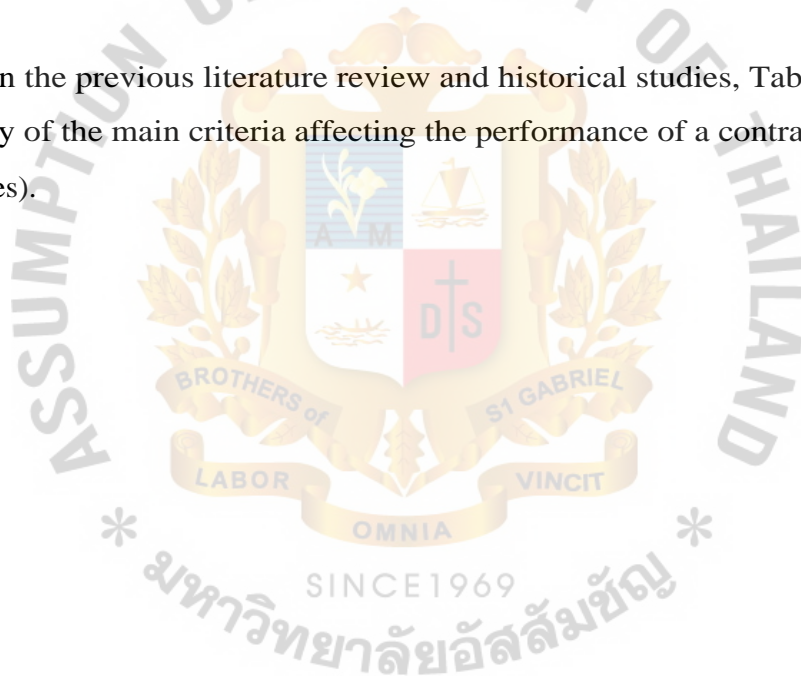 n the previous literature review and historical studies, Tab
y of the main criteria affecting the performance of a contra
es).
OF
ASSUMPTION
THAILAND
A M
D S
BROTHERS of
ST GABRIEL
LABOR
VINCIT
OMNIA
* *
SINCE1969
มหาวิทยาลัยอัสสัมชัญ